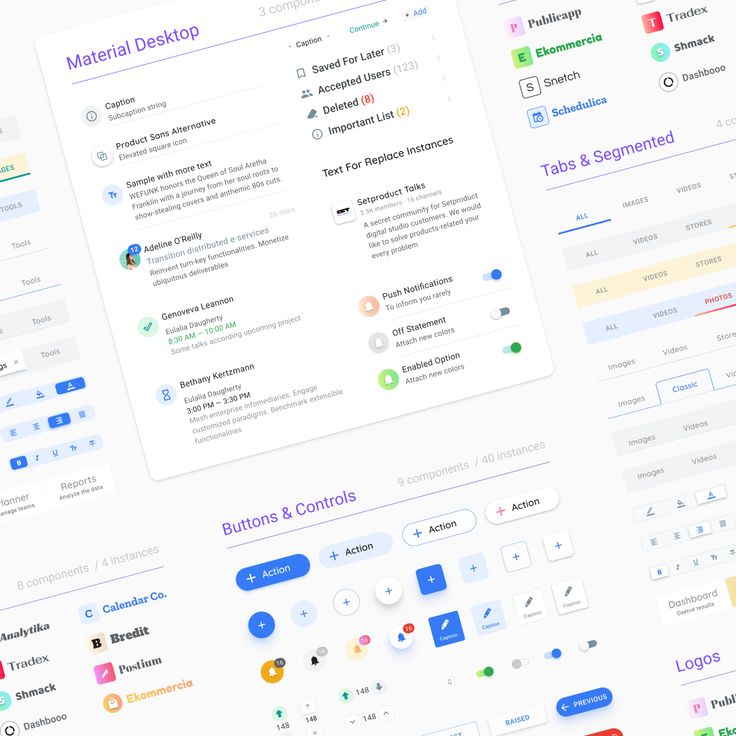 Material Desktop
3 components
Caption
Subcaption string
Product Sans Alternative
Elevated square icon
Sample with more text
WEFUNK honors the Queen of Soul Aretha
Franklin with a journey from her soul roots to
show-stealing covers and anthemic 80s cuts.
26 mins
12
Adeline O'Reilly
Transition distributed e-services
Reinvent turn-key functionalities. Monetize
ubiquitous deliverables
Genoveva Leannon
Eulalia Daugherty
8:30 AM — 10:00 AM
Some talks according upcoming project
Bethany Kertzmann
Eulalia Daugherty
3:00 PM — 3:30 PM
Mesh enterprise infomediaries. Engage
customized paradigms. Benchmark extensible
functionalities
Caption
Continue
+ Add
Saved For Later (3)
Accepted Users (123)
Deleted (8)
Important List (2)
Text For Replace Instances
Setproduct Talks
3.5K members · 16 channels
A secret community for Setproduct
digital studio customers. We would
like to solve products-related your
every problem
Push Notifications
To inform you rarely
Off Statement
Attach new colors
Enabled Option
Attach new colors
Publicapp
Ekommercia
Snetch
Schedulica
Tradex
Shmack
Dashbooo
Tabs & Segmented
ALL IMAGES VIDEOS
ALL VIDEOS STORES
ALL VIDEOS STORES
ALL VIDEOS PHOTOS
Images Videos
Images Classic
Images Videos
Images Videos
B I U Tr T
Dashboard
Oserve results
TOOLS
Tools
Tools
Tools
Tools
B I U Tr T
Planner
Reports
Analyze the data
8 components / 4 instances
Analytika
Tradex
Shmack
Dashbooo
Calendar Co.
Bredit
Postium
Ekommercia
Buttons & Controls
9 components / 40 instances
+ Action
+ Action
+ Action
+ Action
16
16
16
16
Caption
Caption
Caption
Caption
148
148
148
148
RAISED
PREVIOUS
Logos
Ekommercia